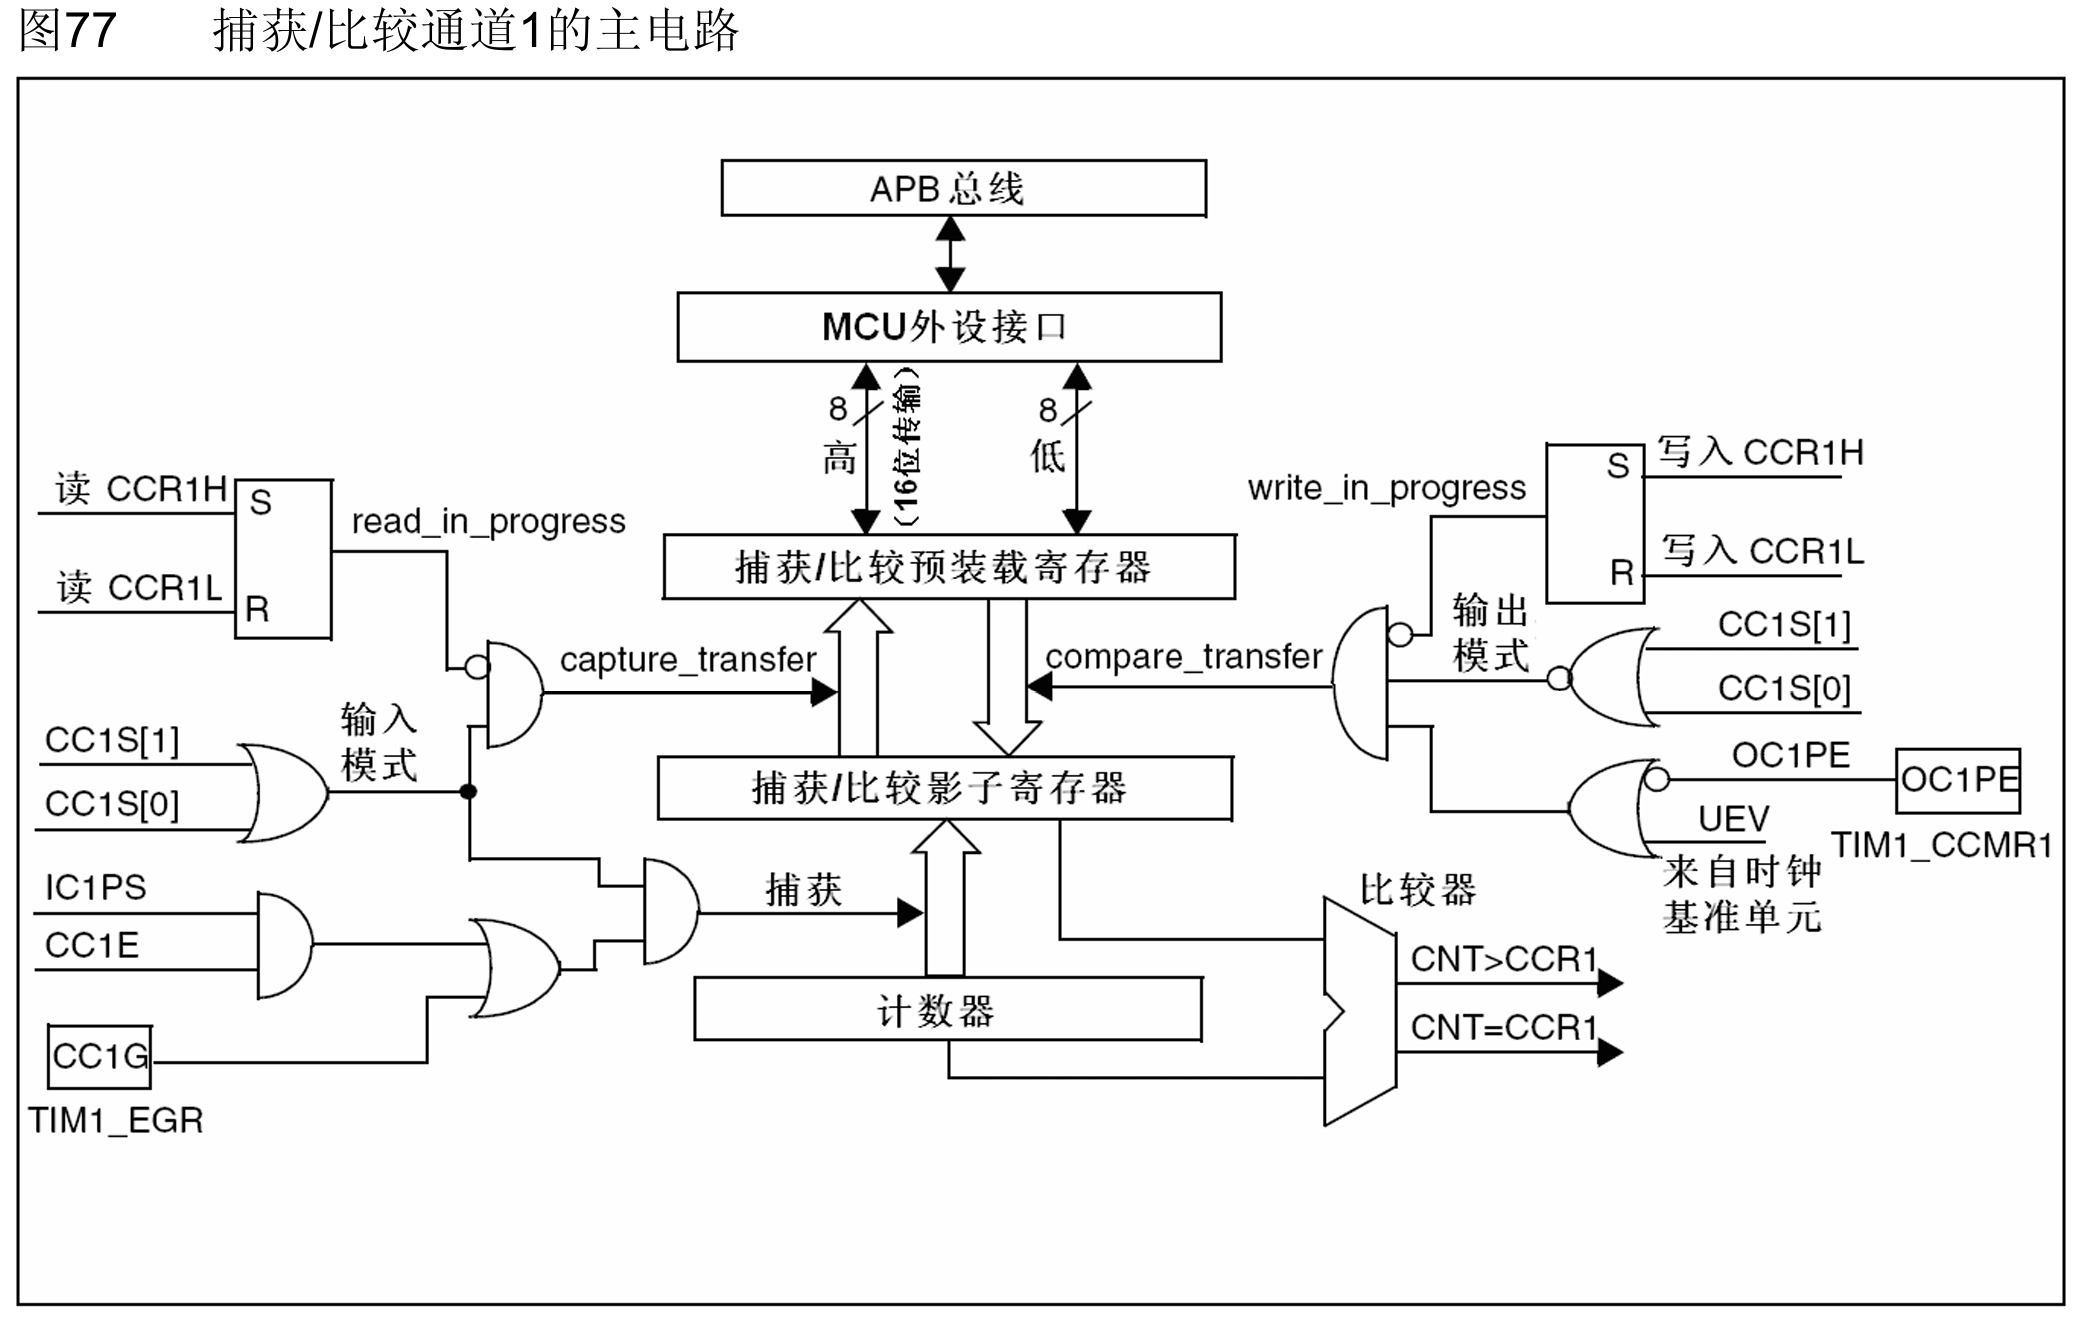 图77 捕获/比较通道1的主电路
APB 总线
MCU外设接口
8
高
(16位传输)
8
低
读 CCR1H
S
read_in_progress
读 CCR1L
R
写入 CCR1H
S
write_in_progress
写入 CCR1L
R
捕获/比较预装载寄存器
输出
模式
CC1S[1]
CC1S[0]
capture_transfer
compare_transfer
输入
模式
CC1S[1]
CC1S[0]
捕获/比较影子寄存器
OC1PE
OC1PE
UEV
TIM1_CCMR1
来自时钟
基准单元
IC1PS
CC1E
捕获
比较器
CNT>CCR1
CNT=CCR1
计数器
CC1G
TIM1_EGR